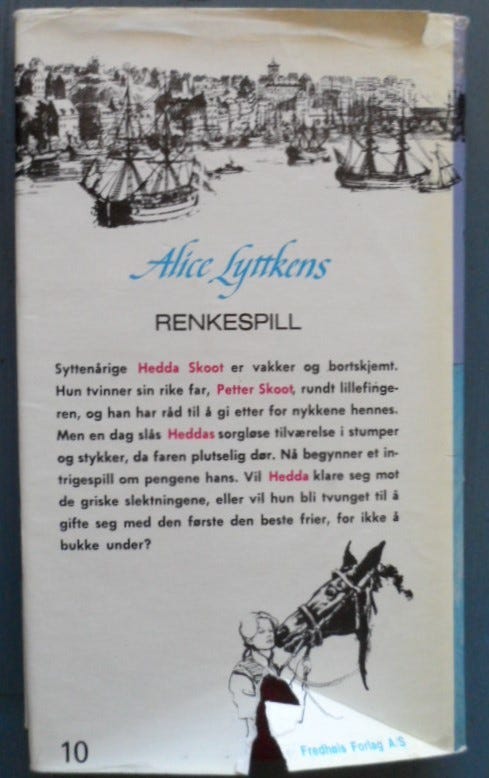 Alice Lyttkens
RENKESPILL
Syttenårige Hedda Skoot er vakker og bortskjemt.
Hun tvinner sin rike far, Petter Skoot, rundt lillefinge-
ren, og han har råd til å gi etter for nykkene hennes.
Men en dag slås Heddas sorgløse tilværelse i stumper
og stykker, da faren plutselig dør. Nå begynner et in-
trigespill om pengene hans. Vil Hedda klare seg mot
de griske slektningene, eller vil hun bli tvunget til å
gifte seg med den første den beste frier, for ikke å
bukke under?
10
Fredhøis Forlag A/S